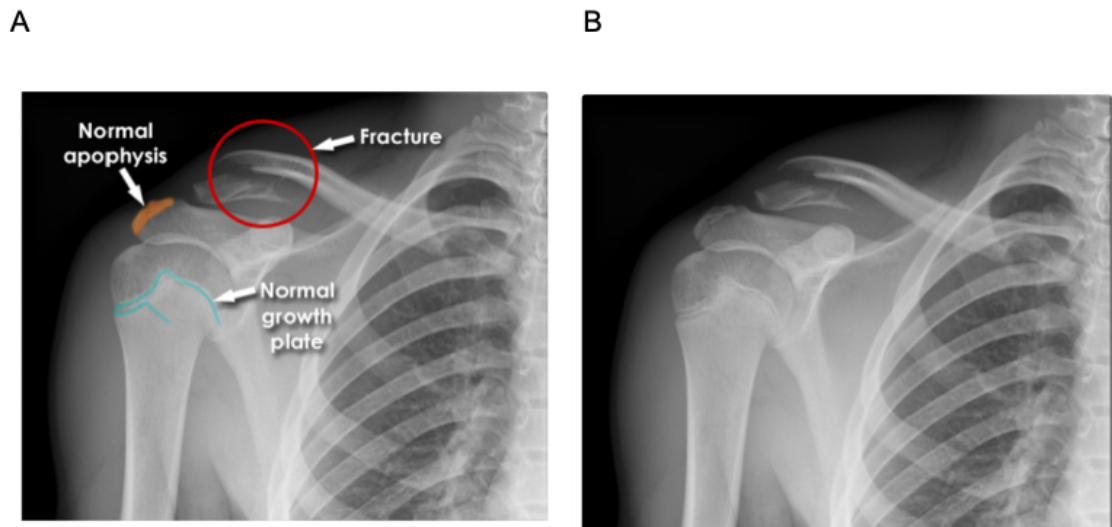 A
B
Normal
apophysis
Fracture
Normal
growth
plate